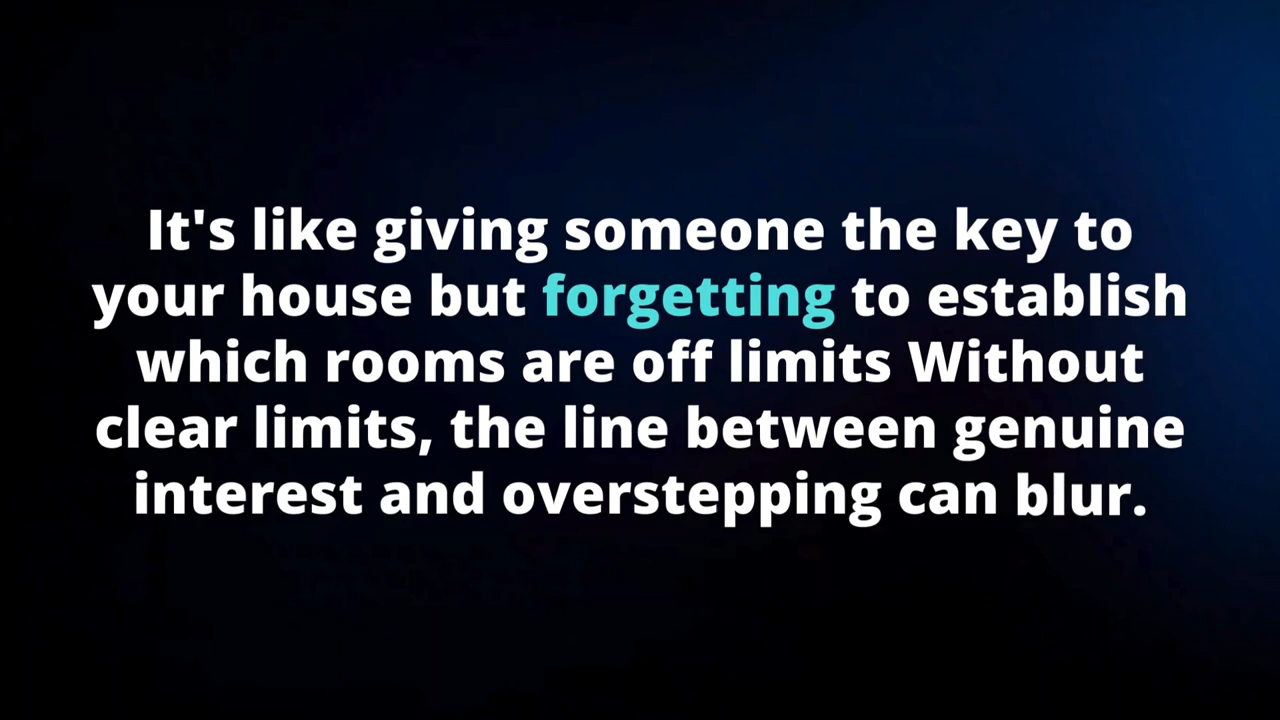 It's like giving someone the key to
your house but forgetting to establish
which rooms are off limits Without
clear limits, the line between genuine
interest and overstepping can blur.